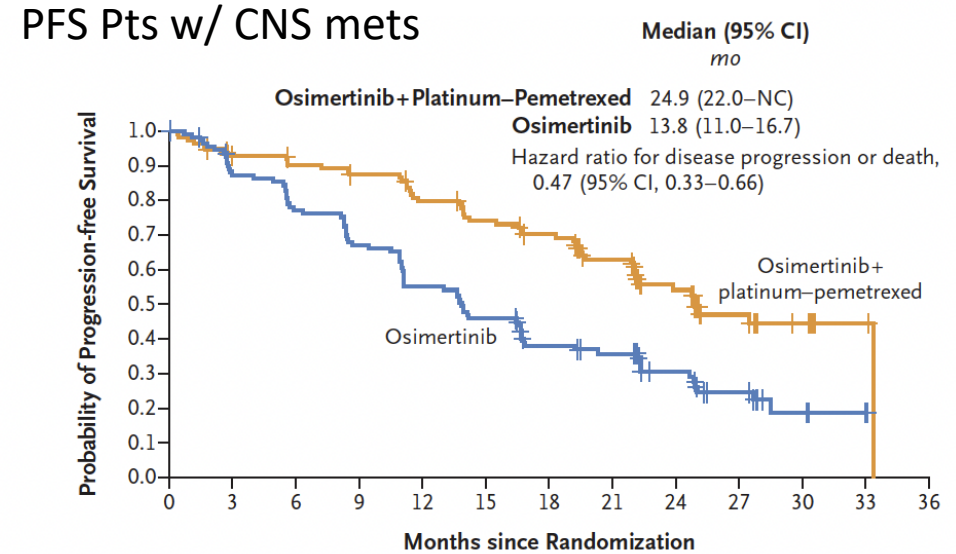 PFS Pts w/ CNS mets
Median (95% CI)
mo
Osimertinib+Platinum–Pemetrexed 24.9 (22.0–NC)
Osimertinib 13.8 (11.0–16.7)
Hazard ratio for disease progression or death,
0.47 (95% CI, 0.33–0.66)
Probability of Progression-free Survival
1.0
0.9
0.8
0.7
0.6
0.5
0.4
0.3
0.2
0.1
0.0
Osimertinib+
platinum–pemetrexed
Osimertinib
0 3 6 9 12 15 18 21 24 27 30 33 36
Months since Randomization